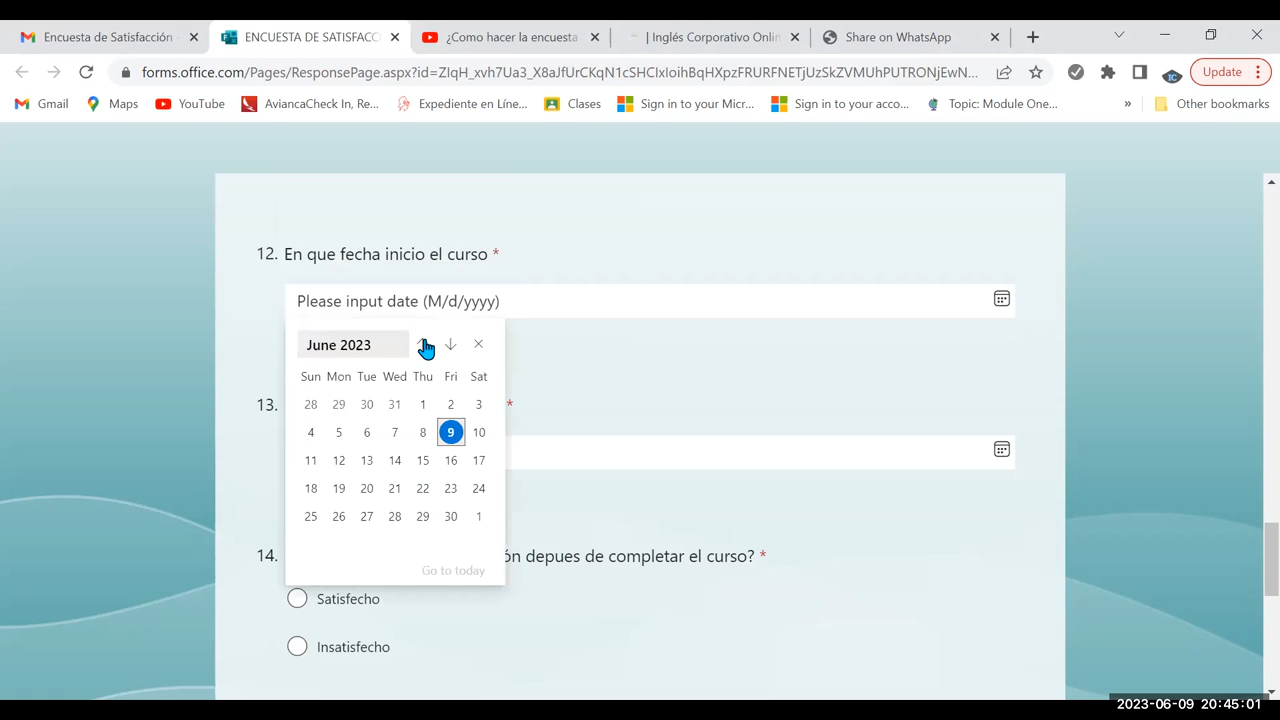 Encuesta de Satisfacción
ENCUESTA DE SATISFACC
¿Como hacer la encuesta
| Inglés Corporativo Onlin
Share on WhatsApp
forms.office.com/Pages/ResponsePage.aspx?id=ZIqH_xvh7Ua3_X8aJfUrCKqN1cSHClxIoihBqHXpzFRURFNETjUzSkZVMUhPUTRONjEwN...
Update
Gmail
Maps
YouTube
AviancaCheck In, Re...
Expediente en Líne...
Clases
Sign in to your Micr...
Sign in to your acco...
Topic: Module One...
»
Other bookmarks
12. En que fecha inicio el curso *
Please input date (M/d/yyyy)
June 2023
Sun Mon Tue Wed Thu Fri Sat
28 29 30 31 1 2 3
13. *
4 5 6 7 8 9 10
11 12 13 14 15 16 17
18 19 20 21 22 23 24
25 26 27 28 29 30 1
14. ón depues de completar el curso? *
Go to today
Satisfecho
Insatisfecho
2023-06-09 20:45:01